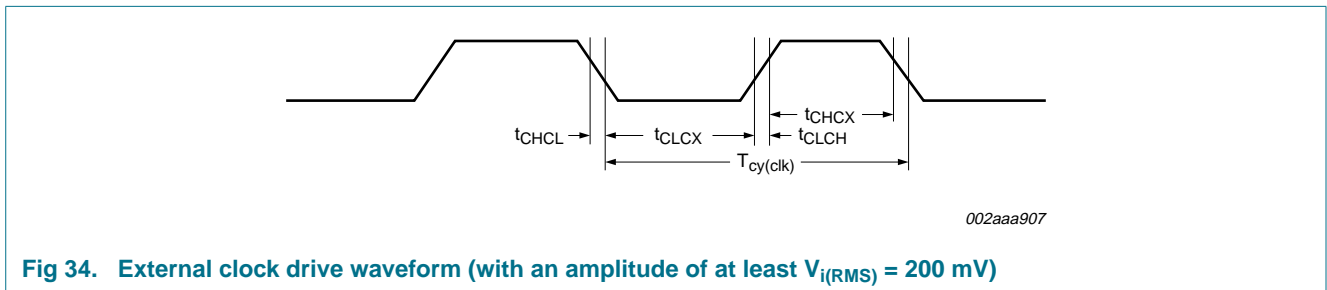 tCHCX
tCHCL
tCLCX
tCLCH
Tcy(clk)
002aaa907
Fig 34. External clock drive waveform (with an amplitude of at least Vi(RMS) = 200 mV)